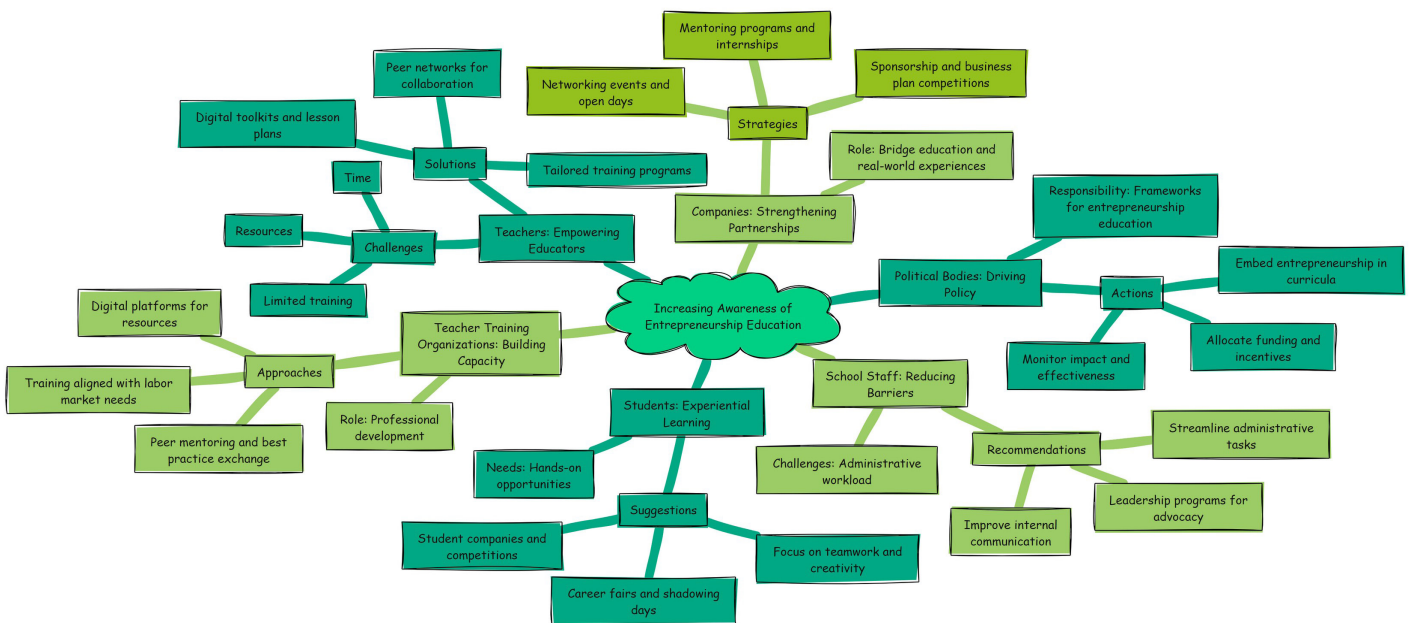 Increasing Awareness of
Entrepreneurship Education
Companies: Strengthening
Partnerships
Strategies
Networking events and
open days
Mentoring programs and
internships
Sponsorship and business
plan competitions
Role: Bridge education and
real-world experiences
Political Bodies: Driving
Policy
Responsibility: Frameworks
for entrepreneurship
education
Actions
Embed entrepreneurship in
curricula
Allocate funding and
incentives
Monitor impact and
effectiveness
School Staff: Reducing
Barriers
Challenges: Administrative
workload
Recommendations
Streamline administrative
tasks
Leadership programs for
advocacy
Improve internal
communication
Students: Experiential
Learning
Needs: Hands-on
opportunities
Suggestions
Student companies and
competitions
Career fairs and shadowing
days
Focus on teamwork and
creativity
Teacher Training
Organizations: Building
Capacity
Role: Professional
development
Approaches
Digital platforms for
resources
Training aligned with labor
market needs
Peer mentoring and best
practice exchange
Teachers: Empowering
Educators
Challenges
Time
Resources
Limited training
Solutions
Peer networks for
collaboration
Digital toolkits and lesson
plans
Tailored training programs